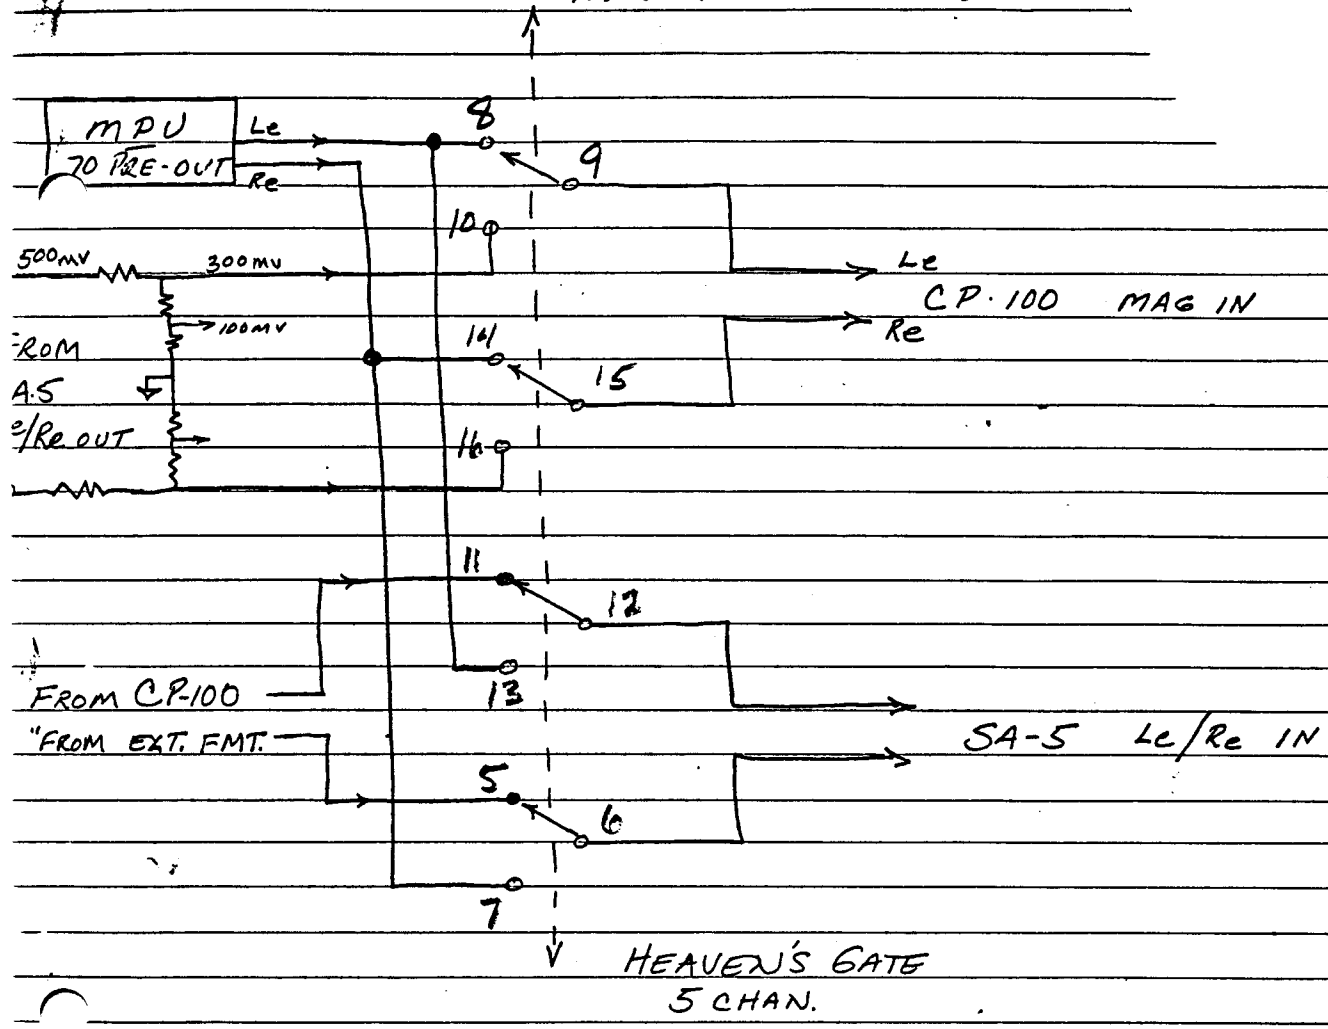 MPU
70 PRE-OUT
Le
Re
8
9
10
500mv
300mv
100mv
Le
CP-100 MAG IN
Re
14
15
16
ROM
A.5
e/Re OUT
11
12
13
FROM CP-100
"FROM EXT. FMT.
SA-5 Le/Re IN
5
6
7
HEAVEN'S GATE
5 CHAN.